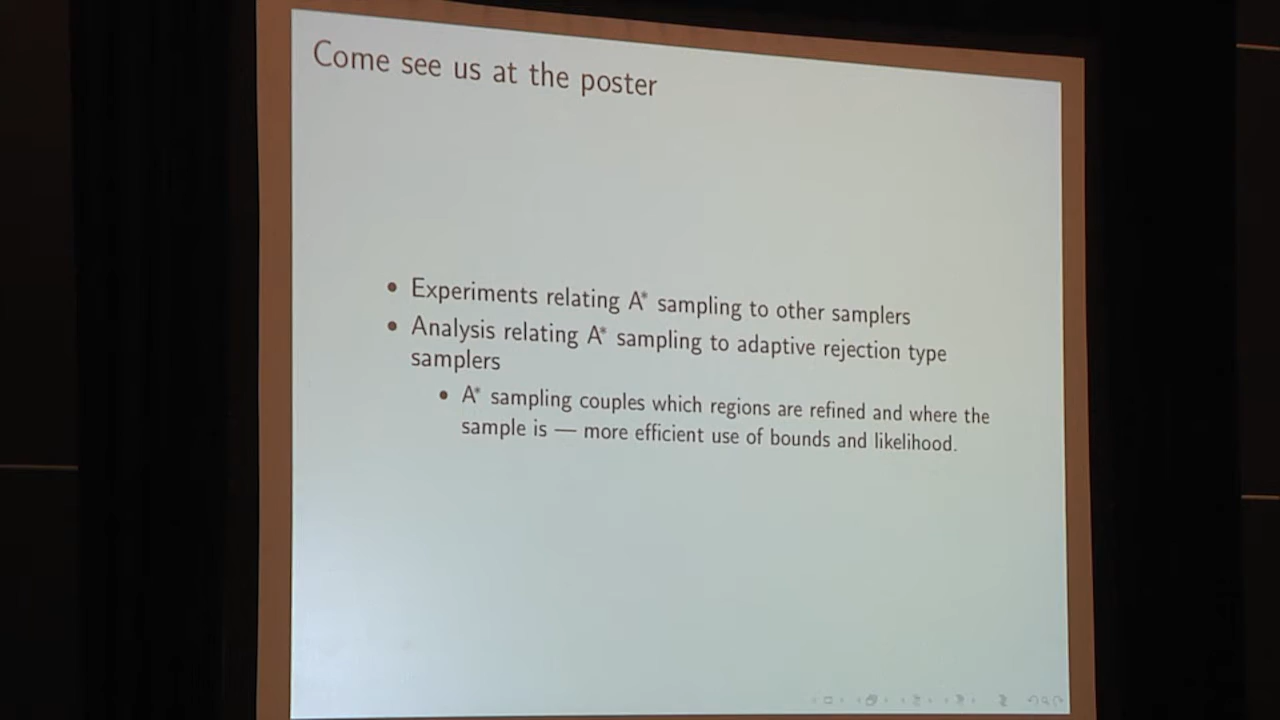 Come see us at the poster
• Experiments relating A* sampling to other samplers
• Analysis relating A* sampling to adaptive rejection type
samplers
• A* sampling couples which regions are refined and where the
sample is — more efficient use of bounds and likelihood.